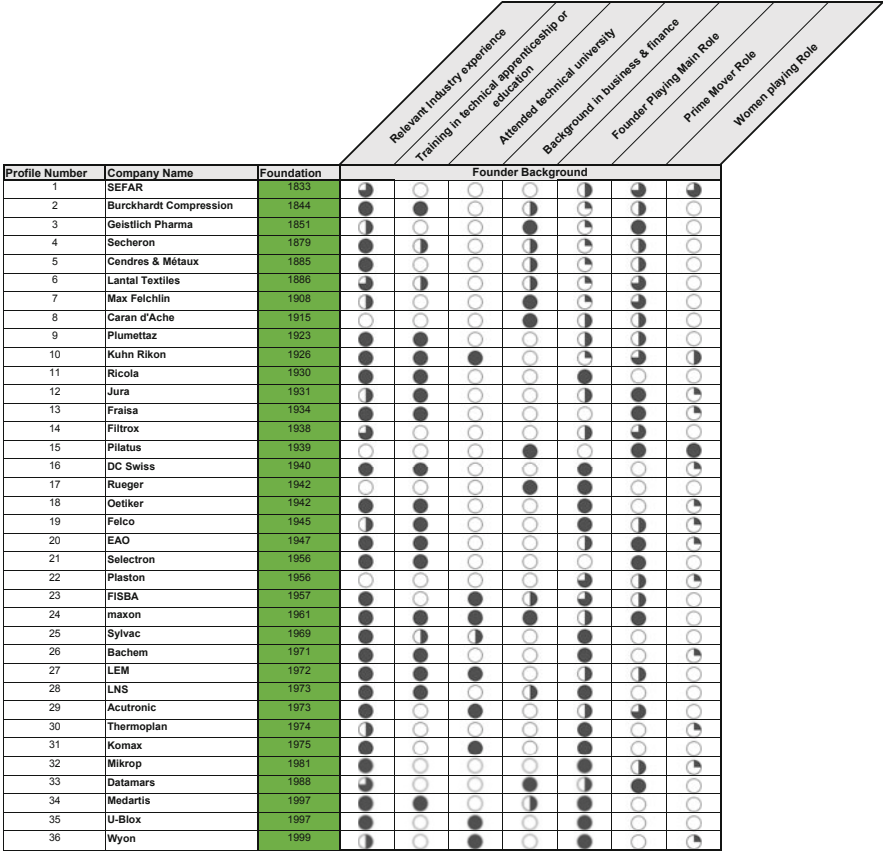 Relevant Industry experience
Training in technical apprenticeship or
education
Attended technical university
Background in business & finance
Founder Playing Main Role
Prime Mover Role
Women playing Role
Profile Number Company Name Foundation Founder Background
1 SEFAR 1833
2 Burckhardt Compression 1844
3 Geistlich Pharma 1851
4 Secheron 1879
5 Cendres & Métaux 1885
6 Lantal Textiles 1886
7 Max Felchlin 1908
8 Caran d'Ache 1915
9 Plumettaz 1923
10 Kuhn Rikon 1926
11 Ricola 1930
12 Jura 1931
13 Fraisa 1934
14 Filtrox 1938
15 Pilatus 1939
16 DC Swiss 1940
17 Rueger 1942
18 Oetiker 1942
19 Felco 1945
20 EAO 1947
21 Selectron 1956
22 Plaston 1956
23 FISBA 1957
24 maxon 1961
25 Sylvac 1969
26 Bachem 1971
27 LEM 1972
28 LNS 1973
29 Acutronic 1973
30 Thermoplan 1974
31 Komax 1975
32 Mikrop 1981
33 Datamars 1988
34 Medartis 1997
35 U-Blox 1997
36 Wyon 1999